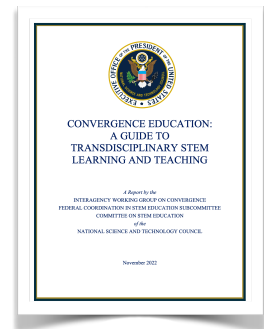 EXECUTIVE OFFICE OF THE PRESIDENT OF THE UNITED STATES
CONVERGENCE EDUCATION:
A GUIDE TO
TRANSDISCIPLINARY STEM
LEARNING AND TEACHING
A Report by the
INTERAGENCY WORKING GROUP ON CONVERGENCE
FEDERAL COORDINATION IN STEM EDUCATION SUBCOMMITTEE
COMMITTEE ON STEM EDUCATION
of the
NATIONAL SCIENCE AND TECHNOLOGY COUNCIL
November 2022